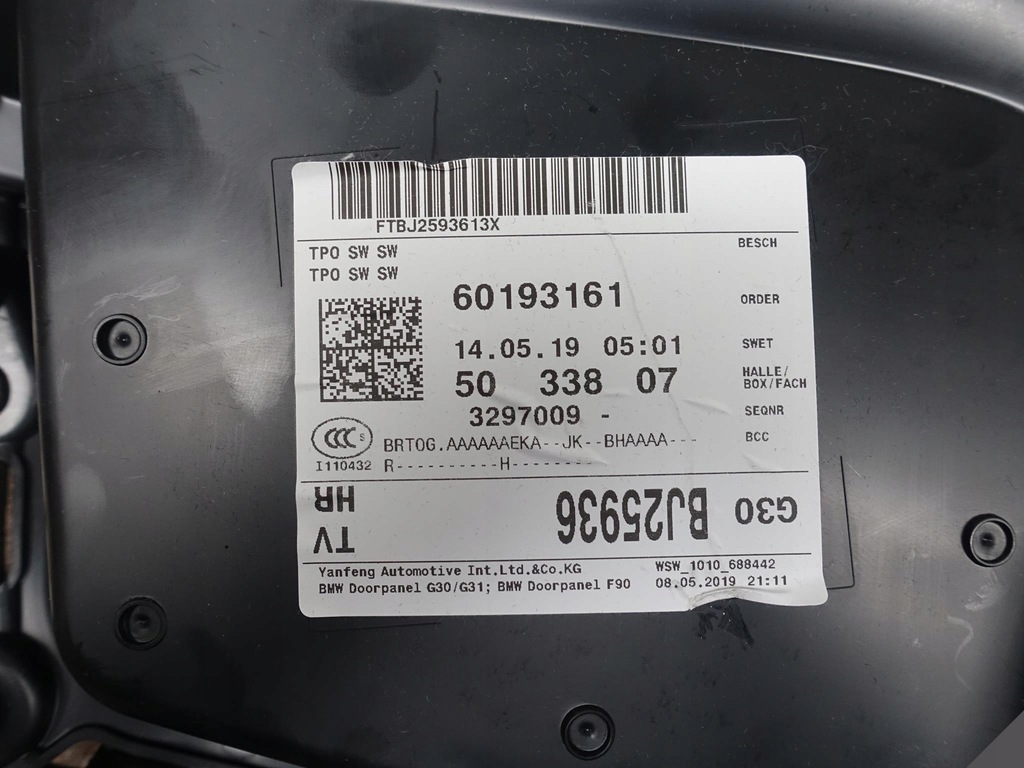 FTBJ2593613X
TPO SW SW
TPO SW SW
BESCH
60193161
ORDER
14.05.19 05:01
SWET
50 338 07
HALLE/
BOX/FACH
3297009 -
SEQNR
CCC S
BRTOG.AAAAAAEKA--JK--BHAAAA---
BCC
I110432
R----------H--------
TV
HR
G30 BJ25936
Yanfeng Automotive Int.Ltd.&Co.KG
WSW_1010_688442
BMW Doorpanel G30/G31; BMW Doorpanel F90
08.05.2019 21:11